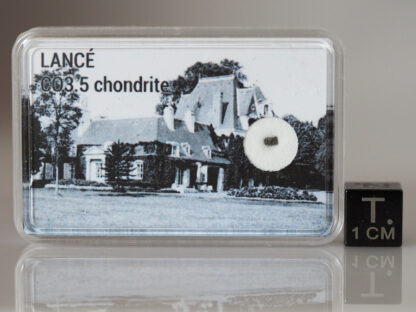 LANCÉ
CO3.5 chondrite
T.
1 CM